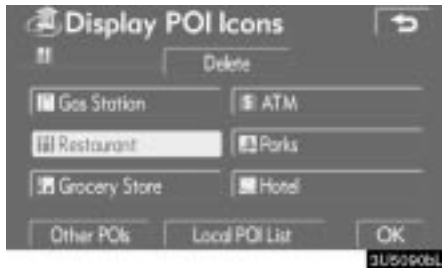 Display POI Icons
Delete
Gas Station
$ ATM
Restaurant
Parks
Grocery Store
Hotel
Other POIs
Local POI List
OK
3U5090bL